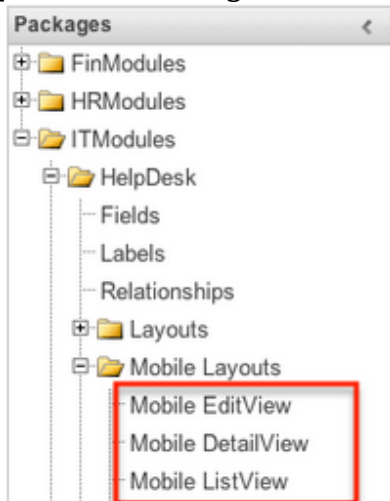 Packages
FinModules
HRModules
ITModules
HelpDesk
Fields
Labels
Relationships
Layouts
Mobile Layouts
Mobile EditView
Mobile DetailView
Mobile ListView